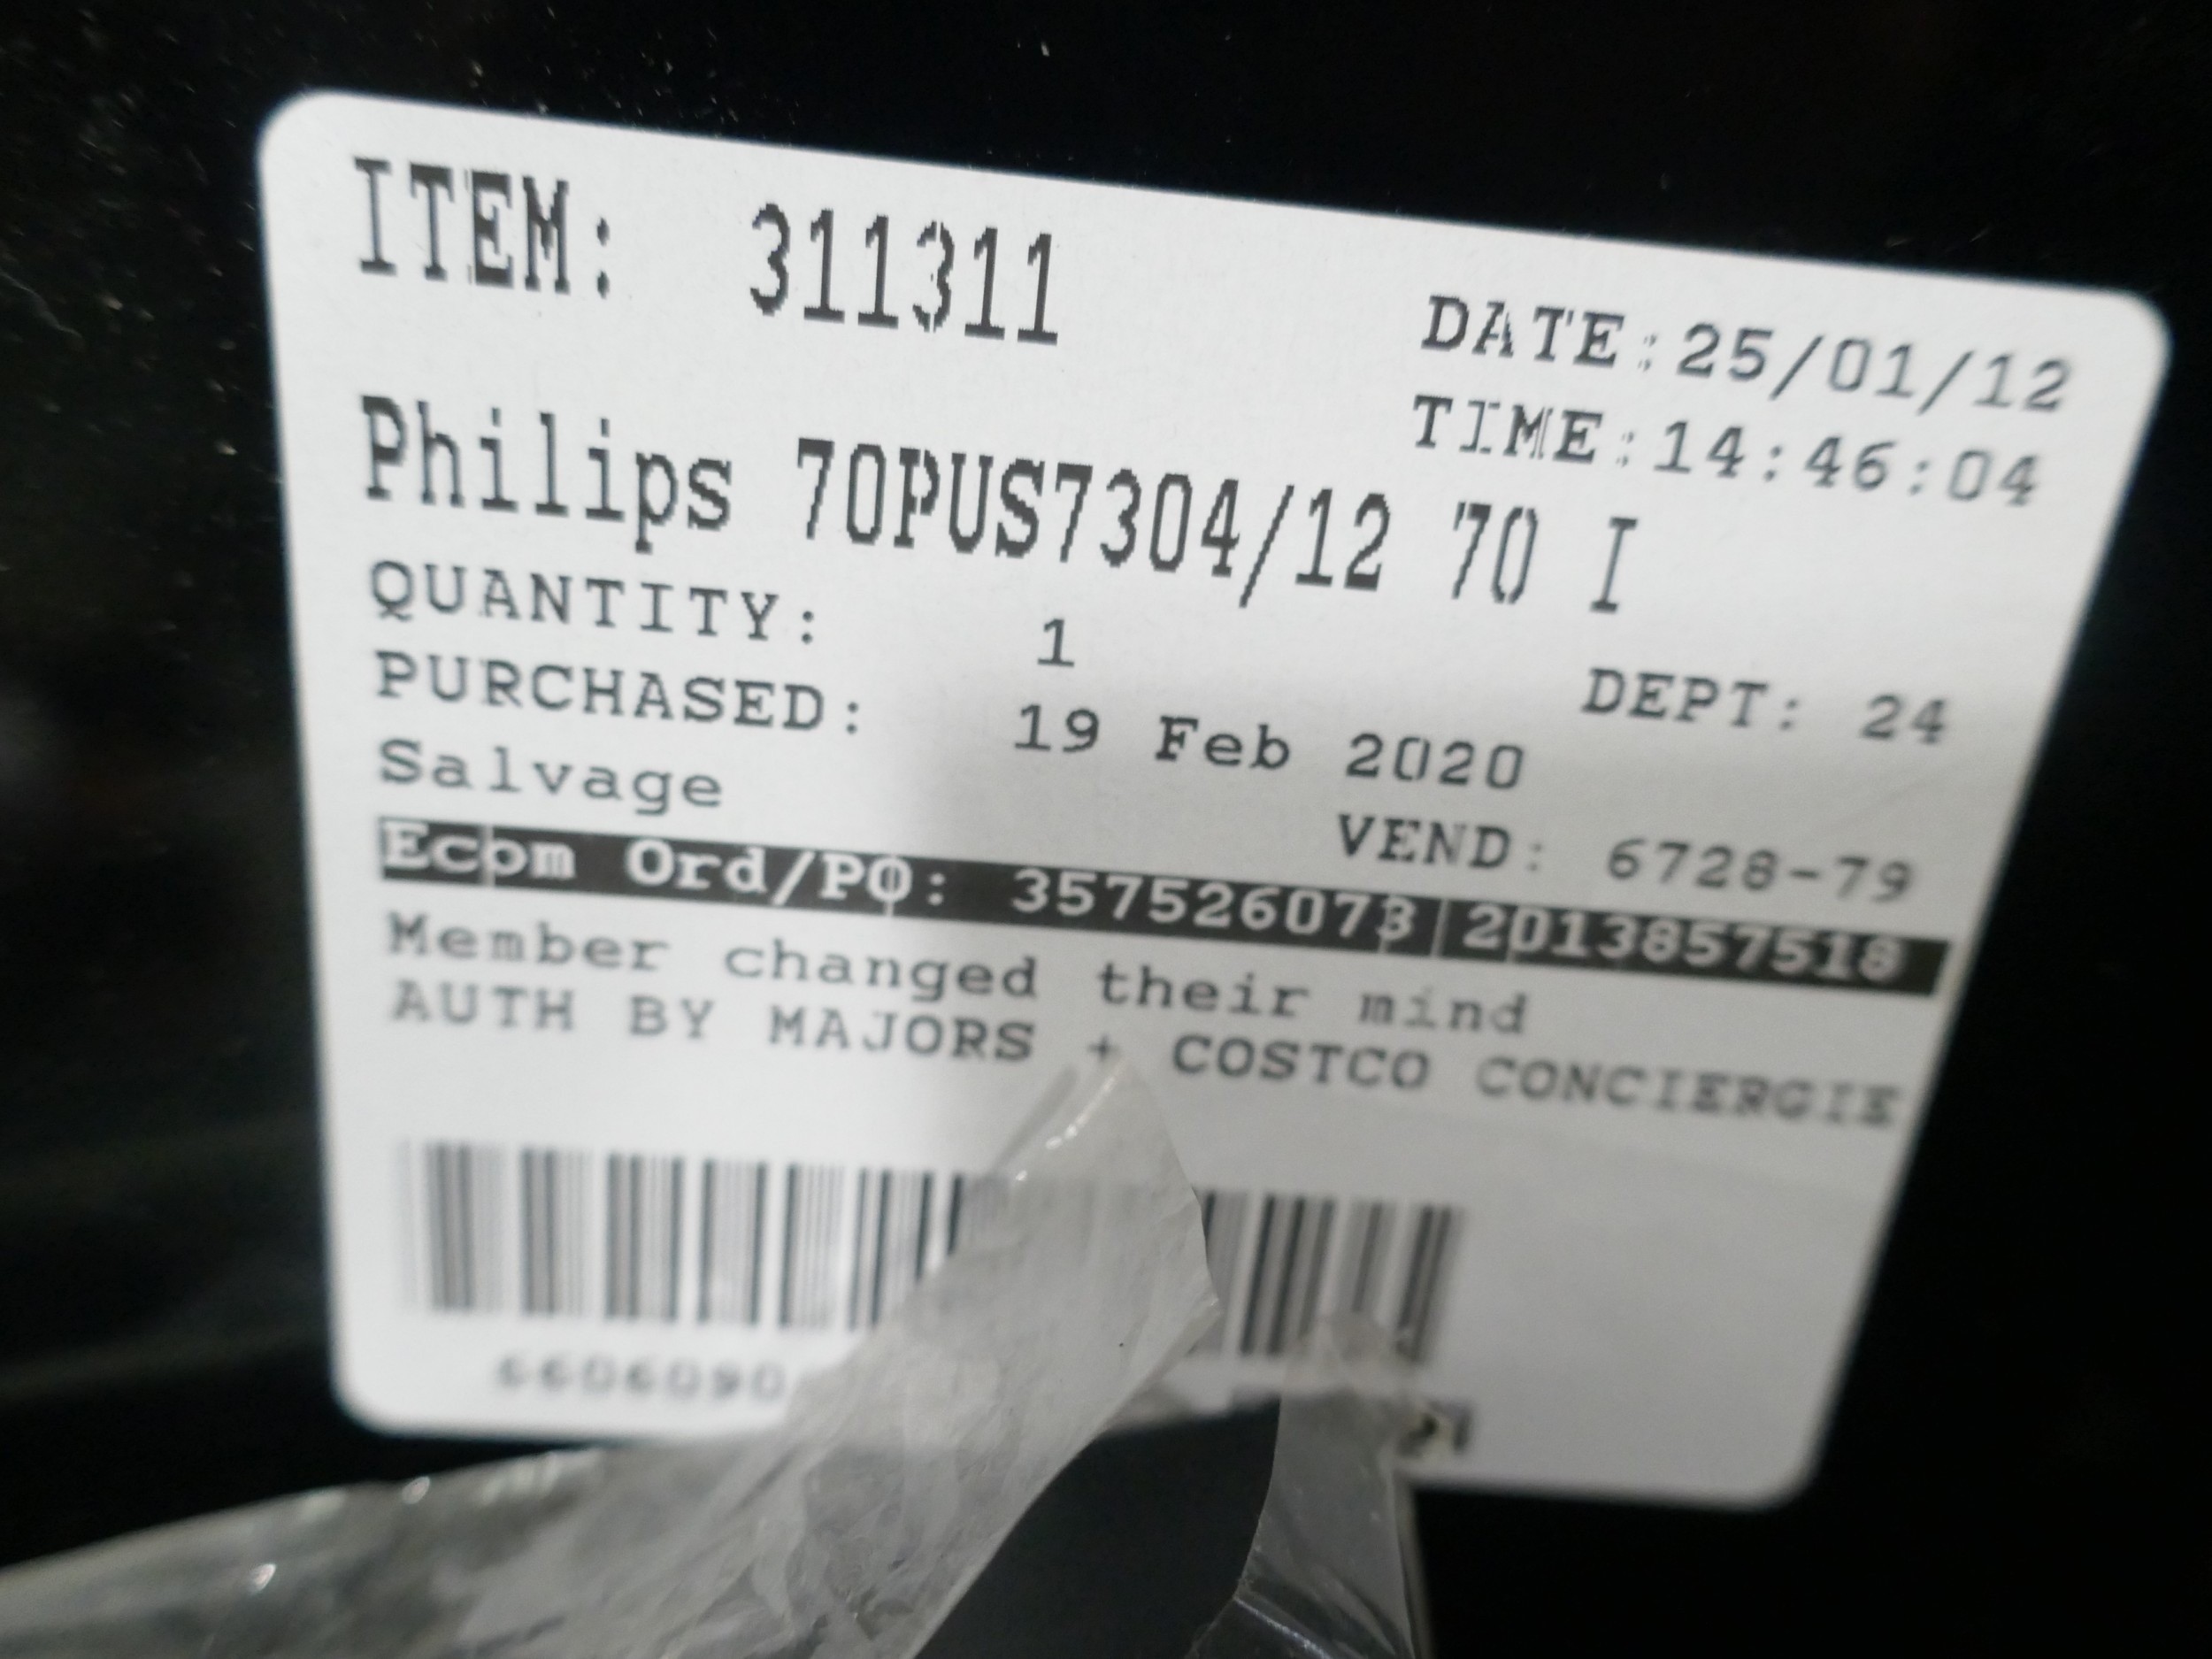 ITEM: 311311
DATE:25/01/12
TIME:14:46:04
Philips 70PUS7304/12 70 I
QUANTITY: 1
DEPT: 24
PURCHASED: 19 Feb 2020
Salvage
VEND: 6728-79
Ecom Ord/PO: 357526073|2013857518
Member changed their mind
AUTH BY MAJORS + COSTCO CONCIERGIE